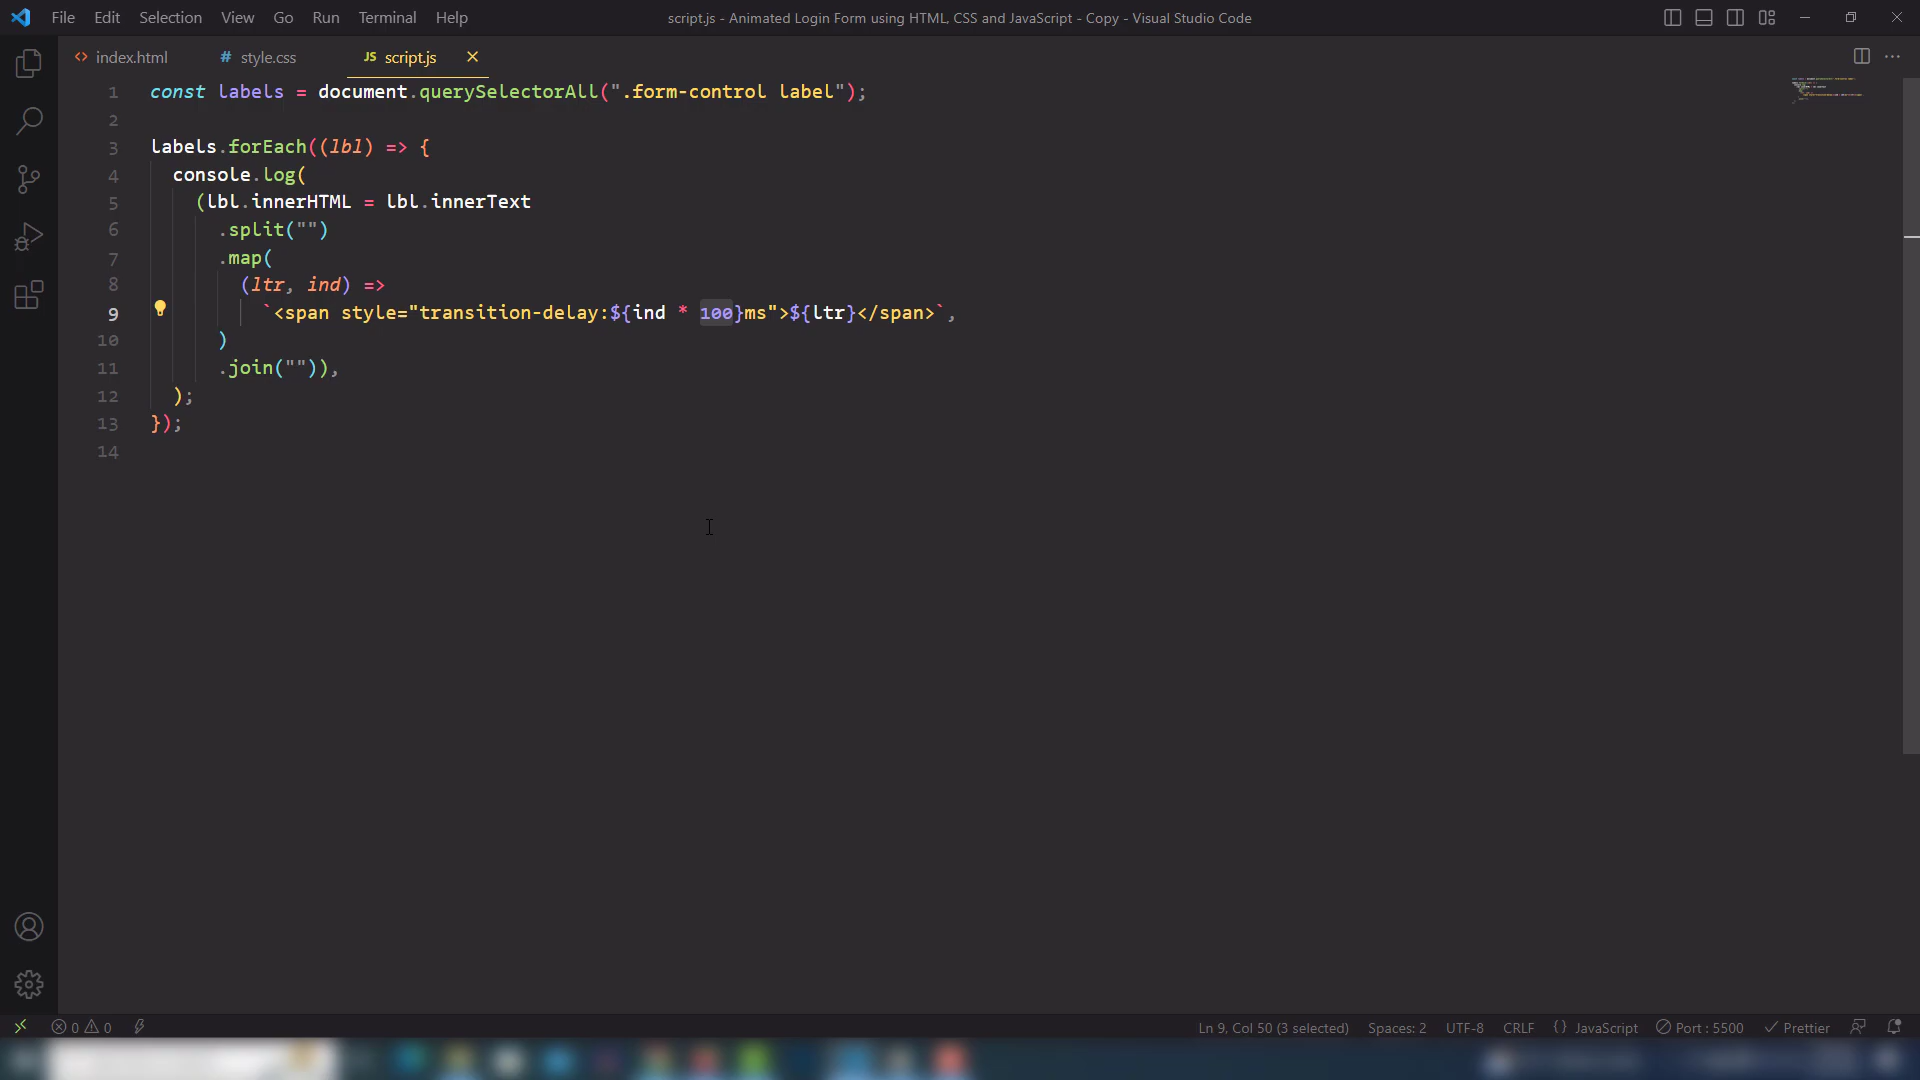 File Edit Selection View Go Run Terminal Help
script.js - Animated Login Form using HTML, CSS and JavaScript - Copy - Visual Studio Code
<> index.html # style.css JS script.js
1 const labels = document.querySelectorAll(".form-control label");
2
3 labels.forEach((lbl) => {
4 console.log(
5 (lbl.innerHTML = lbl.innerText
6 .split("")
7 .map(
8 (ltr, ind) =>
9 `<span style="transition-delay:${ind * 100}ms">${ltr}</span>`,
10 )
11 .join("")),
12 );
13 });
14
0 0 Ln 9, Col 50 (3 selected) Spaces: 2 UTF-8 CRLF {} JavaScript Port : 5500 Prettier